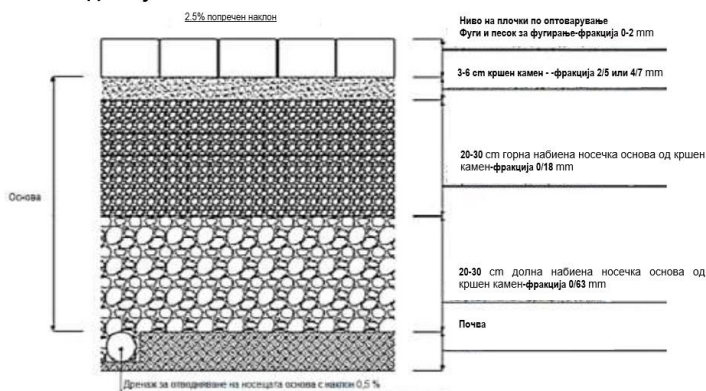 2.5% попречен наклон
Ниво на плочки по оптоварување
Фуги и песок за фугирање-фракција 0-2 mm
3-6 cm кршен камен - -фракција 2/5 или 4/7 mm
20-30 cm горна набиена носечка основа од кршен
камен-фракција 0/18 mm
Основа
20-30 cm долна набиена носечка основа од
кршен камен-фракција 0/63 mm
Почва
Дренаж за отводняване на носещата основа с наклон 0,5 %